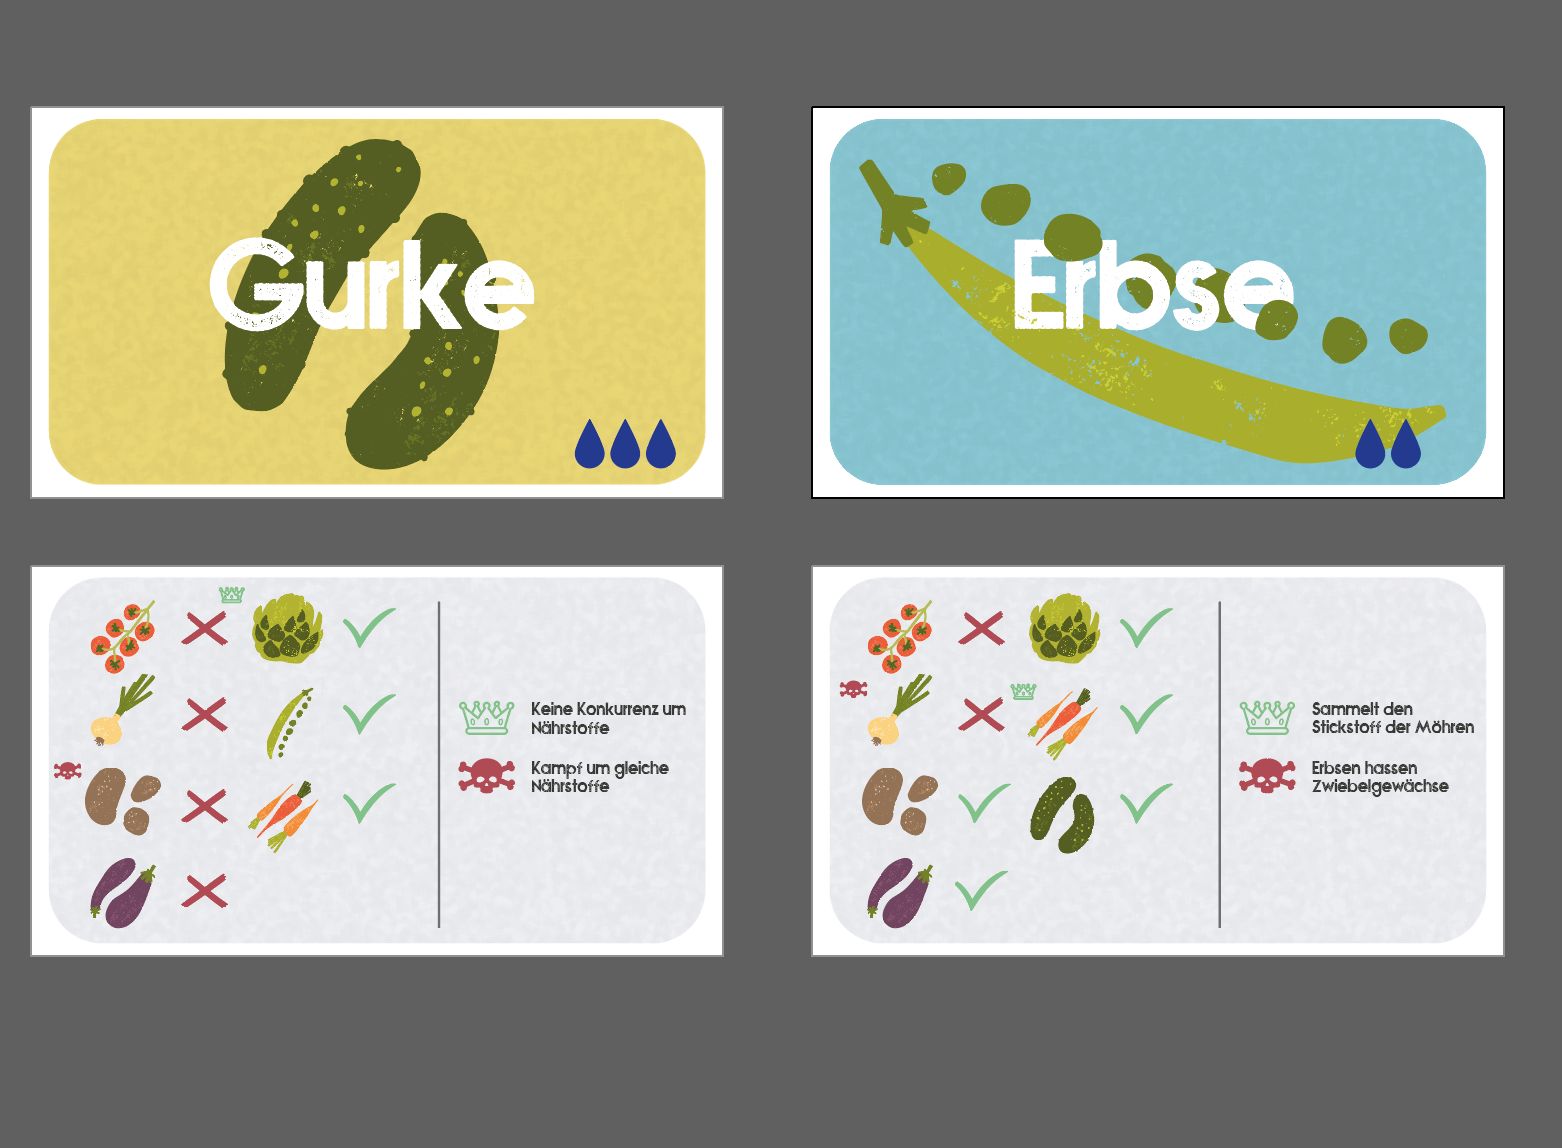 Gurke
Erbse
Keine Konkurrenz um
Nährstoffe
Kampf um gleiche
Nährstoffe
Sammelt den
Stickstoff der Möhren
Erbsen hassen
Zwiebelgewächse